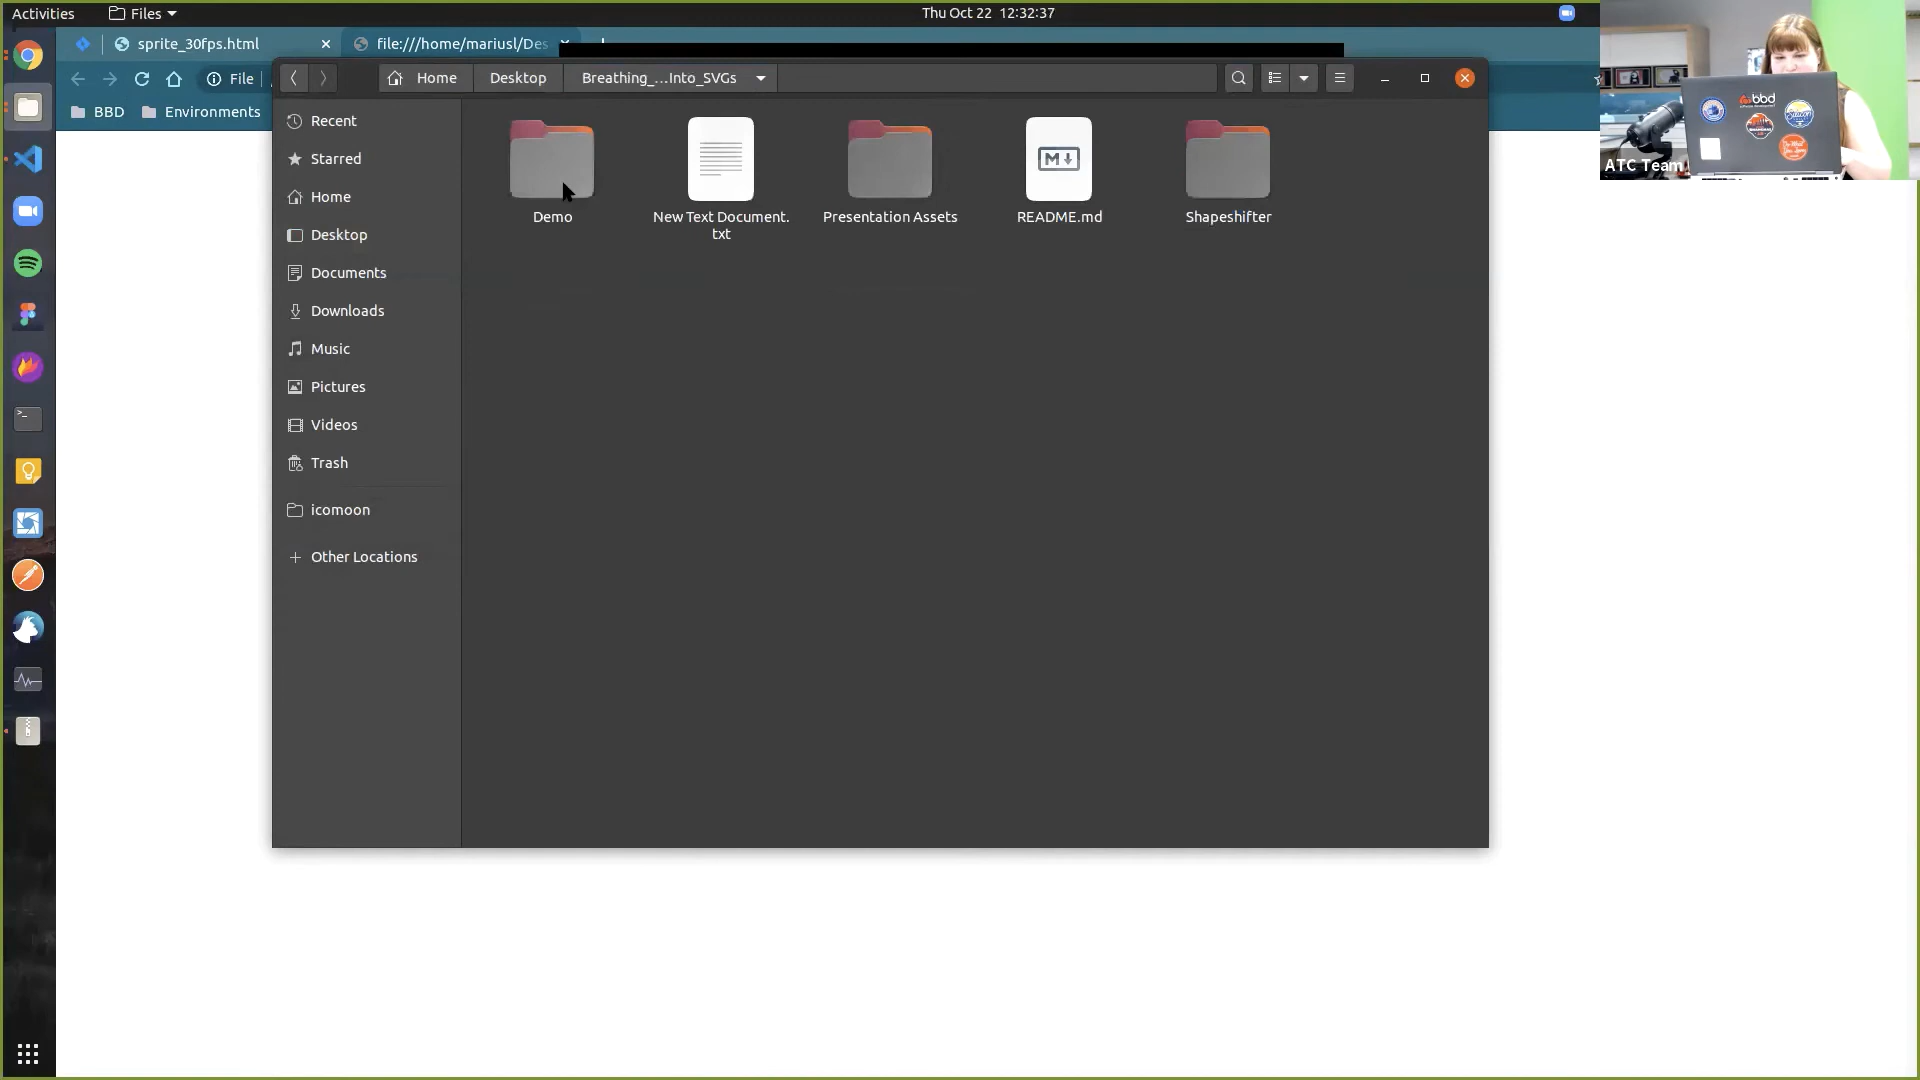 Activities
Files
Thu Oct 22 12:32:37
sprite_30fps.html
file:///home/mariusl/Des
File
BBD
Environments
Home
Desktop
Breathing_...Into_SVGs
Recent
Starred
Home
Desktop
Documents
Downloads
Music
Pictures
Videos
Trash
icomoon
Other Locations
Demo
New Text Document.
txt
Presentation Assets
README.md
Shapeshifter
bbd
ATC Team